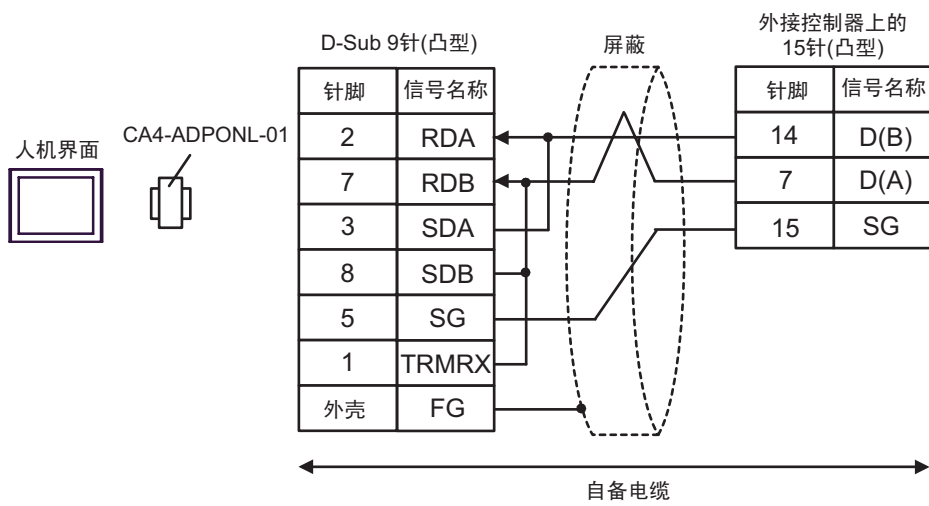 外接控制器上的
15针(凸型)
D-Sub 9针(凸型)
屏蔽
针脚 信号名称
针脚 信号名称
人机界面
CA4-ADPONL-01
2 RDA
14 D(B)
7 RDB
7 D(A)
3 SDA
15 SG
8 SDB
5 SG
1 TRMRX
外壳 FG
自备电缆